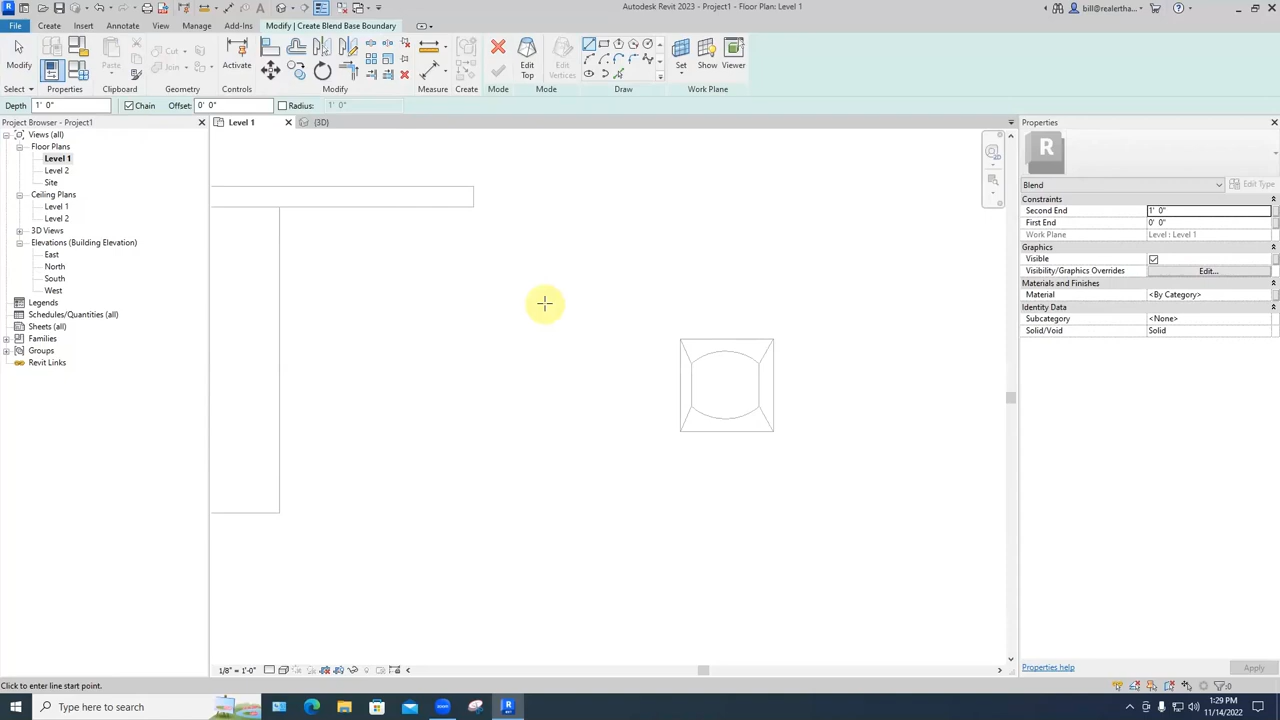 Autodesk Revit 2023 - Project1 - Floor Plan: Level 1
bill@realertha...
File Create Insert Annotate View Manage Add-Ins Modify | Create Blend Base Boundary
Modify Paste Cut Join Activate Edit Top Edit Vertices Set Show Viewer
Select Properties Clipboard Geometry Controls Modify Measure Create Mode Mode Draw Work Plane
Depth 1' 0" Chain Offset: 0' 0" Radius: 1' 0"
Project Browser - Project1
Level 1 (3D)
Properties
Views (all)
Floor Plans
Level 1
Level 2
Site
Ceiling Plans
Level 1
Level 2
3D Views
Elevations (Building Elevation)
East
North
South
West
Legends
Schedules/Quantities (all)
Sheets (all)
Families
Groups
Revit Links
R
Blend Edit Type
Constraints
Second End 1' 0"
First End 0' 0"
Work Plane Level : Level 1
Graphics
Visible
Visibility/Graphics Overrides Edit...
Materials and Finishes
Material <By Category>
Identity Data
Subcategory <None>
Solid/Void Solid
1/8" = 1'-0"
Properties help Apply
Click to enter line start point.
:0
Type here to search
1:29 PM
11/14/2022